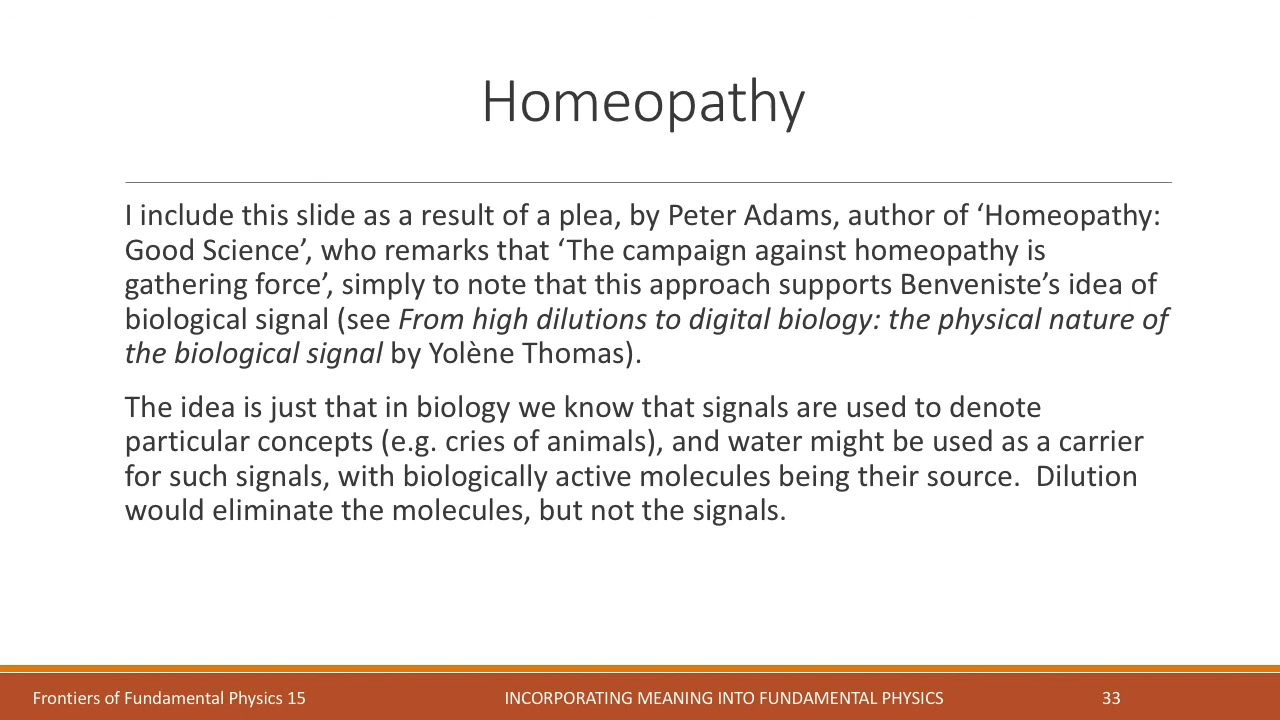 Homeopathy
I include this slide as a result of a plea, by Peter Adams, author of ‘Homeopathy:
Good Science’, who remarks that ‘The campaign against homeopathy is
gathering force’, simply to note that this approach supports Benveniste’s idea of
biological signal (see From high dilutions to digital biology: the physical nature of
the biological signal by Yolène Thomas).
The idea is just that in biology we know that signals are used to denote
particular concepts (e.g. cries of animals), and water might be used as a carrier
for such signals, with biologically active molecules being their source.  Dilution
would eliminate the molecules, but not the signals.
Frontiers of Fundamental Physics 15
INCORPORATING MEANING INTO FUNDAMENTAL PHYSICS
33